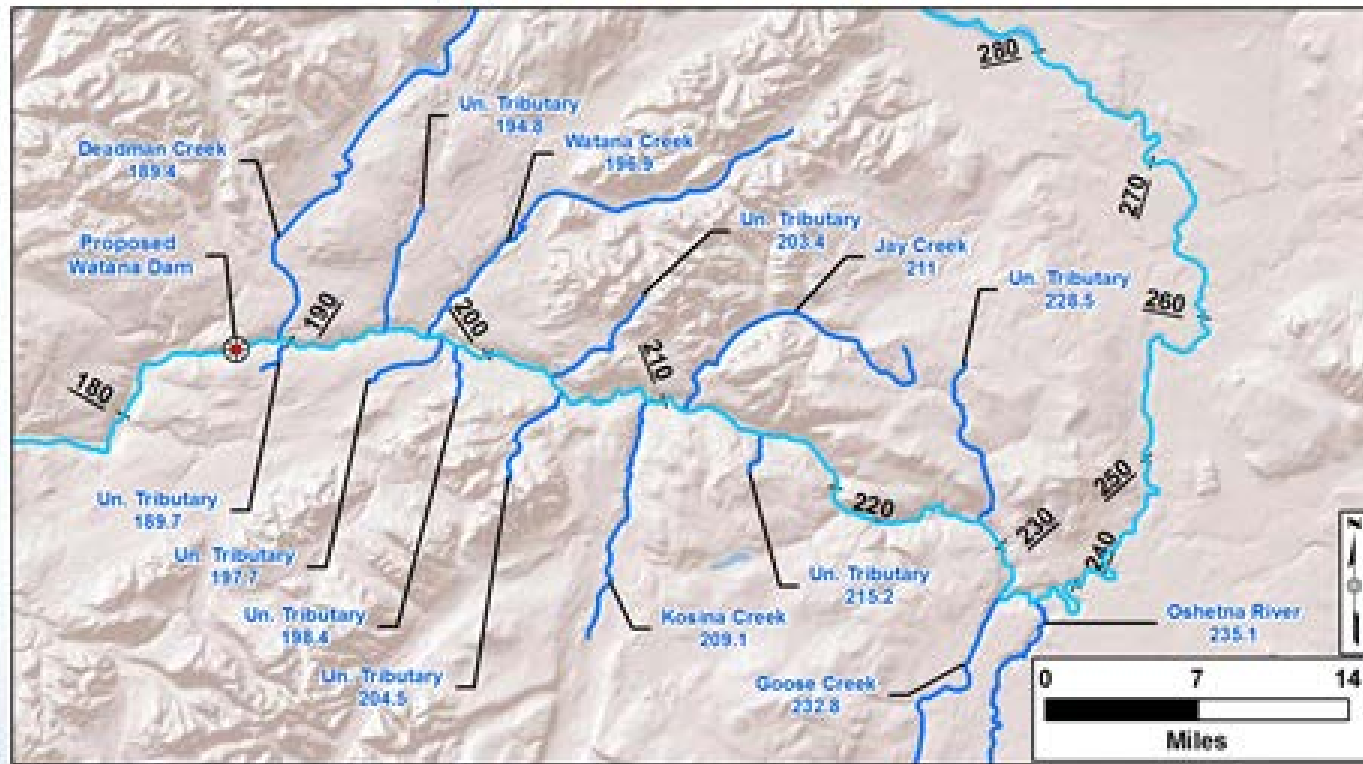 280
Un. Tributary
194.8
Deadman Creek
189.4
Watana Creek
196.9
270
Un. Tributary
203.4
Proposed
Watana Dam
Jay Creek
211
Un. Tributary
228.5
190
200
260
210
180
250
Un. Tributary
189.7
220
230
240
Un. Tributary
197.7
Un. Tributary
215.2
N
Un. Tributary
198.4
Kosina Creek
209.1
Oshetna River
235.1
Un. Tributary
204.5
Goose Creek
232.8
0 7 14
Miles